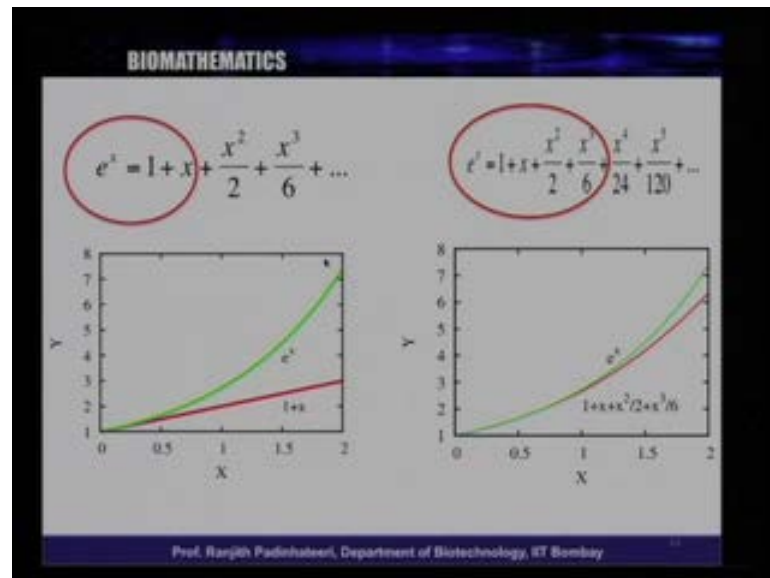 BIOMATHEMATICS
e^x = 1 + x + x^2/2 + x^3/6 + ...
e^x = 1 + x + x^2/2 + x^3/6 + x^4/24 + x^5/120 + ...
8
7
6
5
4
3
2
1
Y
e^x
1+x
0 0.5 1 1.5 2
X
8
7
6
5
4
3
2
1
Y
e^x
1+x+x^2/2+x^3/6
0 0.5 1 1.5 2
X
Prof. Ranjith Padinhateeri, Department of Biotechnology, IIT Bombay